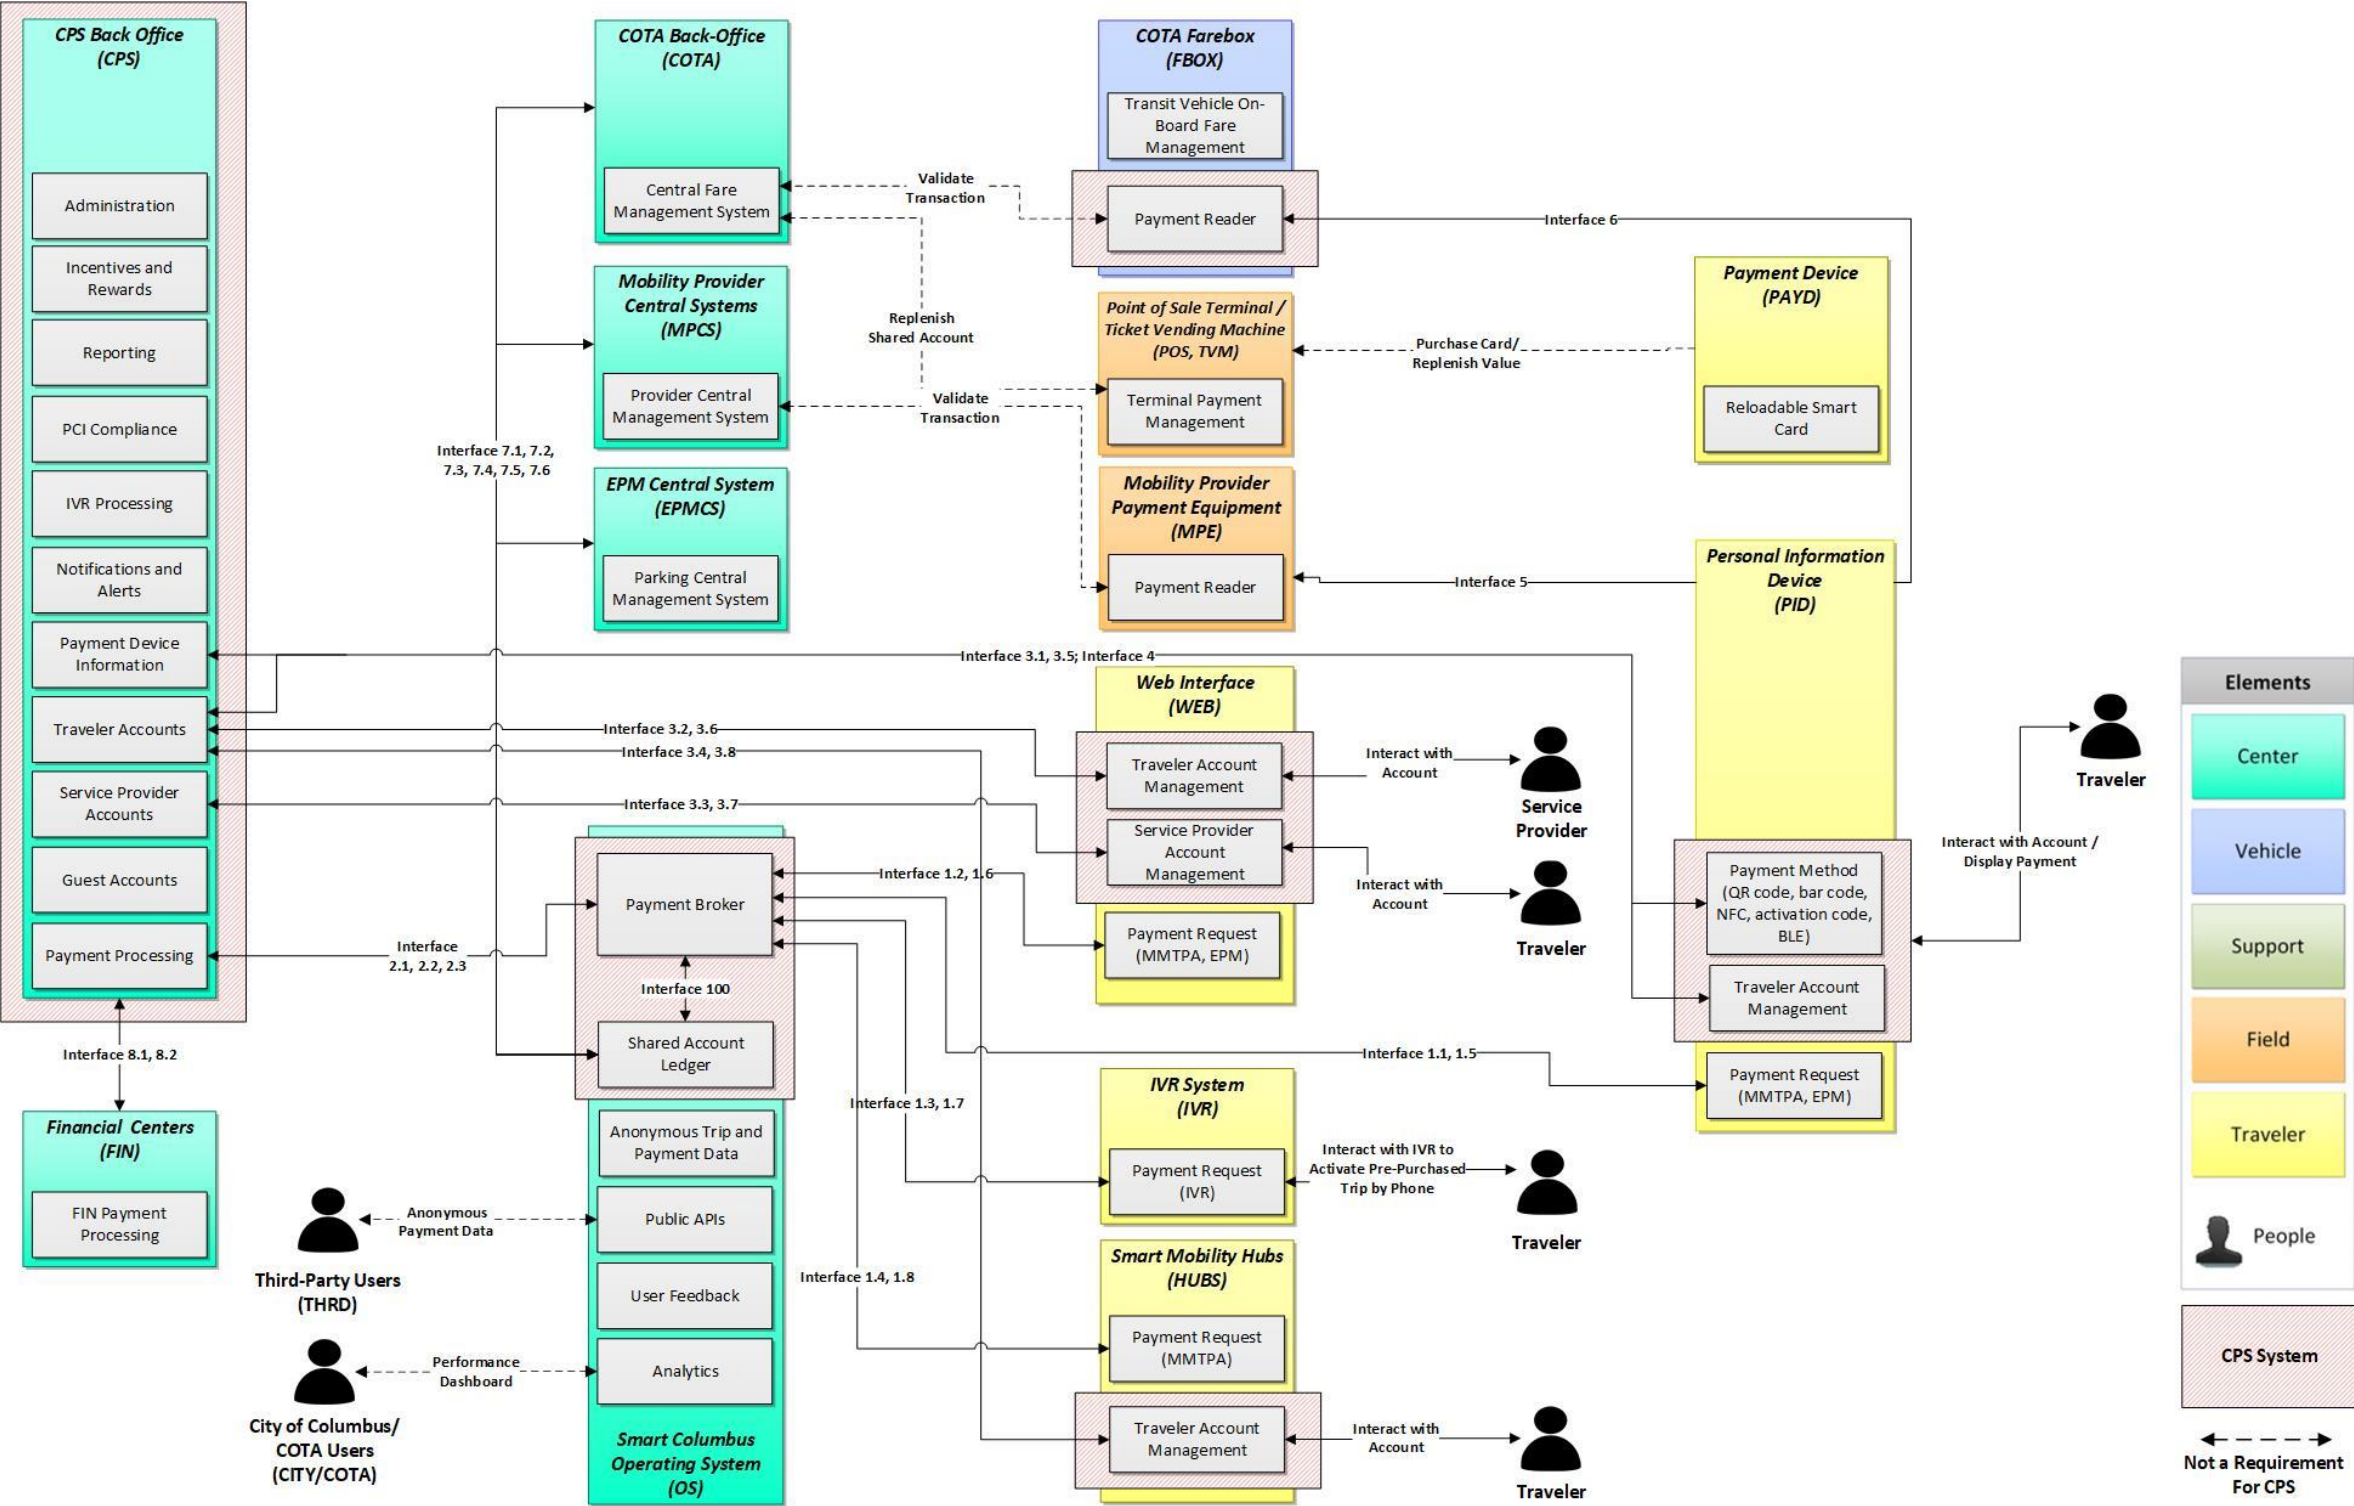 CPS Back Office
(CPS)
Administration
Incentives and
Rewards
Reporting
PCI Compliance
IVR Processing
Notifications and
Alerts
Payment Device
Information
Traveler Accounts
Service Provider
Accounts
Guest Accounts
Payment Processing
Interface 8.1, 8.2
Financial Centers
(FIN)
FIN Payment
Processing
COTA Back-Office
(COTA)
Central Fare
Management System
Mobility Provider
Central Systems
(MPCS)
Provider Central
Management System
EPM Central System
(EPMCS)
Parking Central
Management System
Interface 7.1, 7.2,
7.3, 7.4, 7.5, 7.6
Validate
Transaction
Replenish
Shared Account
Validate
Transaction
COTA Farebox
(FBOX)
Transit Vehicle On-
Board Fare
Management
Payment Reader
Point of Sale Terminal /
Ticket Vending Machine
(POS, TVM)
Terminal Payment
Management
Mobility Provider
Payment Equipment
(MPE)
Payment Reader
Interface 6
Payment Device
(PAYD)
Reloadable Smart
Card
Purchase Card/
Replenish Value
Interface 5
Personal Information
Device
(PID)
Payment Method
(QR code, bar code,
NFC, activation code,
BLE)
Traveler Account
Management
Payment Request
(MMTPA, EPM)
Interact with Account /
Display Payment
Traveler
Interface 3.1, 3.5; Interface 4
Interface 3.2, 3.6
Interface 3.4, 3.8
Interface 3.3, 3.7
Web Interface
(WEB)
Traveler Account
Management
Service Provider
Account
Management
Payment Request
(MMTPA, EPM)
Interact with
Account
Service
Provider
Interact with
Account
Traveler
Payment Broker
Interface 100
Shared Account
Ledger
Anonymous Trip and
Payment Data
Public APIs
User Feedback
Analytics
Smart Columbus
Operating System
(OS)
Interface
2.1, 2.2, 2.3
Interface 1.2, 1.6
Interface 1.1, 1.5
Interface 1.3, 1.7
Interface 1.4, 1.8
Anonymous
Payment Data
Third-Party Users
(THRD)
Performance
Dashboard
City of Columbus/
COTA Users
(CITY/COTA)
IVR System
(IVR)
Payment Request
(IVR)
Interact with IVR to
Activate Pre-Purchased
Trip by Phone
Traveler
Smart Mobility Hubs
(HUBS)
Payment Request
(MMTPA)
Traveler Account
Management
Interact with
Account
Traveler
Elements
Center
Vehicle
Support
Field
Traveler
People
CPS System
Not a Requirement
For CPS